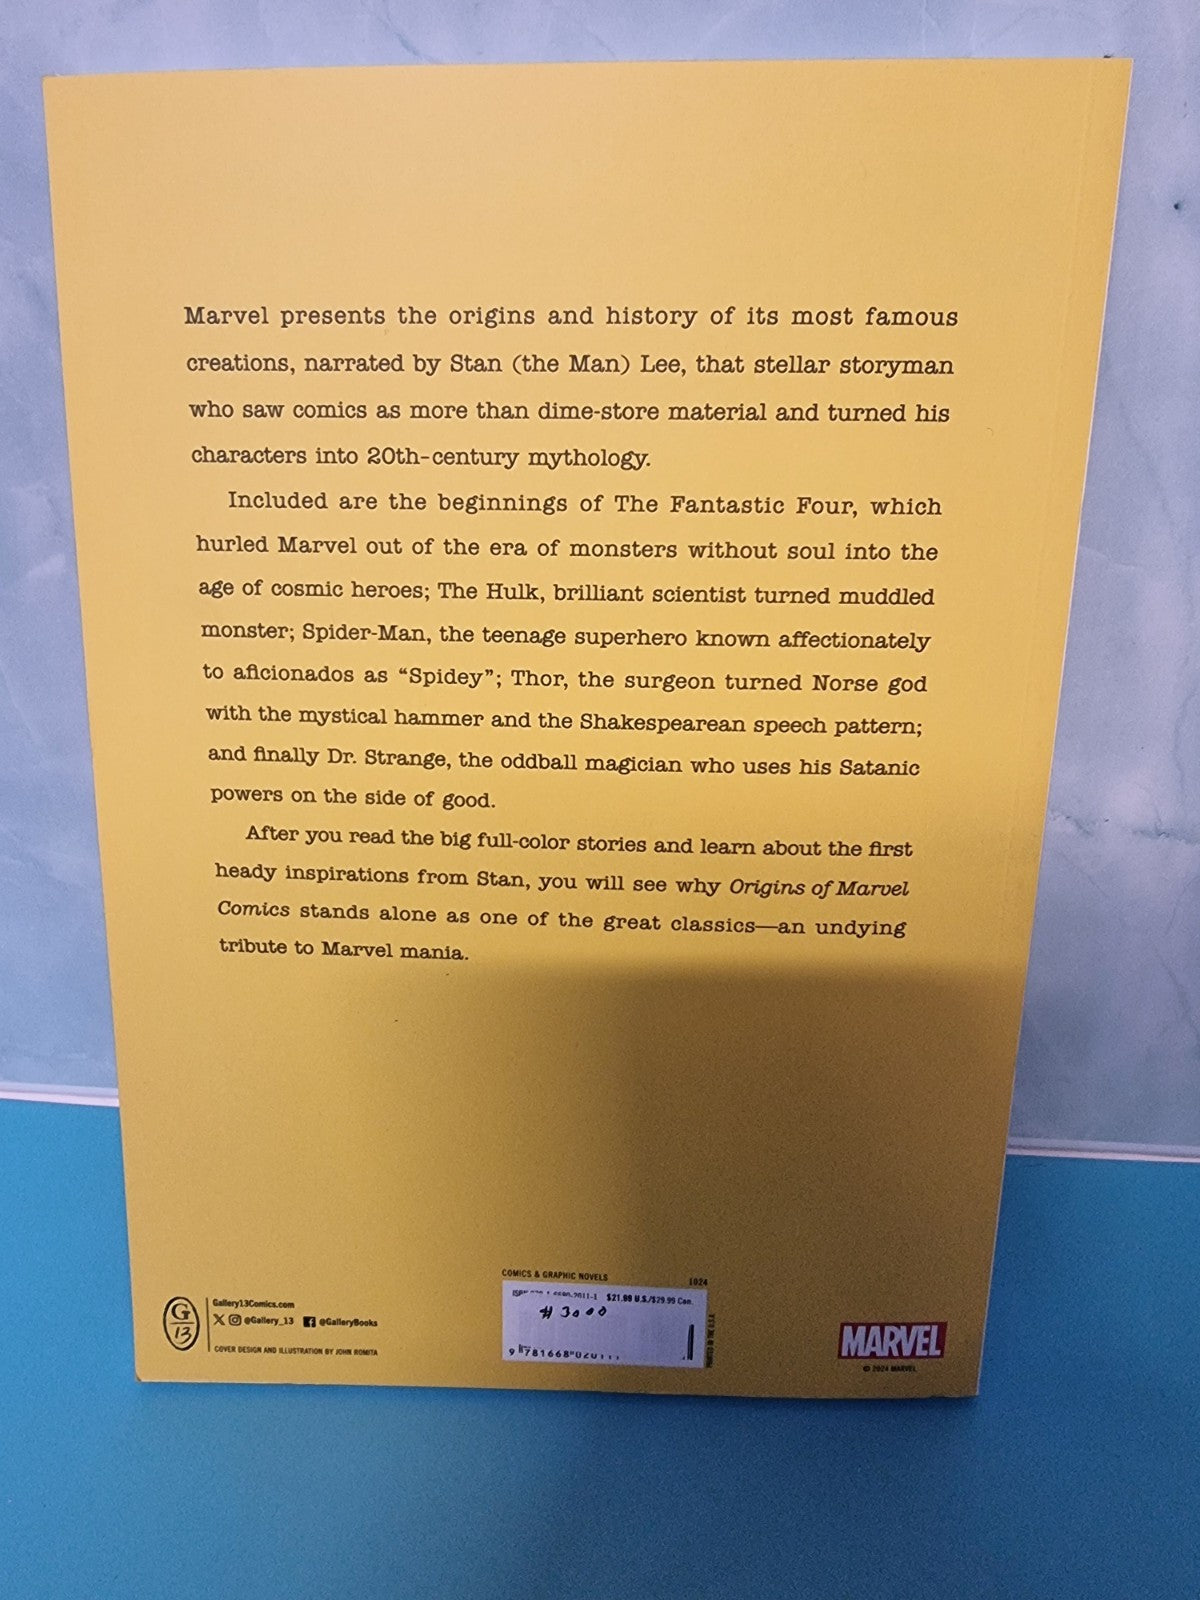 Marvel presents the origins and history of its most famous
creations, narrated by Stan (the Man) Lee, that stellar storyman
who saw comics as more than dime-store material and turned his
characters into 20th-century mythology.
Included are the beginnings of The Fantastic Four, which
hurled Marvel out of the era of monsters without soul into the
age of cosmic heroes; The Hulk, brilliant scientist turned muddled
monster; Spider-Man, the teenage superhero known affectionately
to aficionados as “Spidey”; Thor, the surgeon turned Norse god
with the mystical hammer and the Shakespearean speech pattern;
and finally Dr. Strange, the oddball magician who uses his Satanic
powers on the side of good.
After you read the big full-color stories and learn about the first
heady inspirations from Stan, you will see why Origins of Marvel
Comics stands alone as one of the great classics—an undying
tribute to Marvel mania.
G
13
Gallery13Comics.com
@Gallery_13 @GalleryBooks
COVER DESIGN AND ILLUSTRATION BY JOHN ROMITA
COMICS & GRAPHIC NOVELS 1024
ISBN $21.99 U.S./$29.99 Can.
# 3000
9 781668
PRINTED IN THE U.S.A.
MARVEL
© 2024 MARVEL